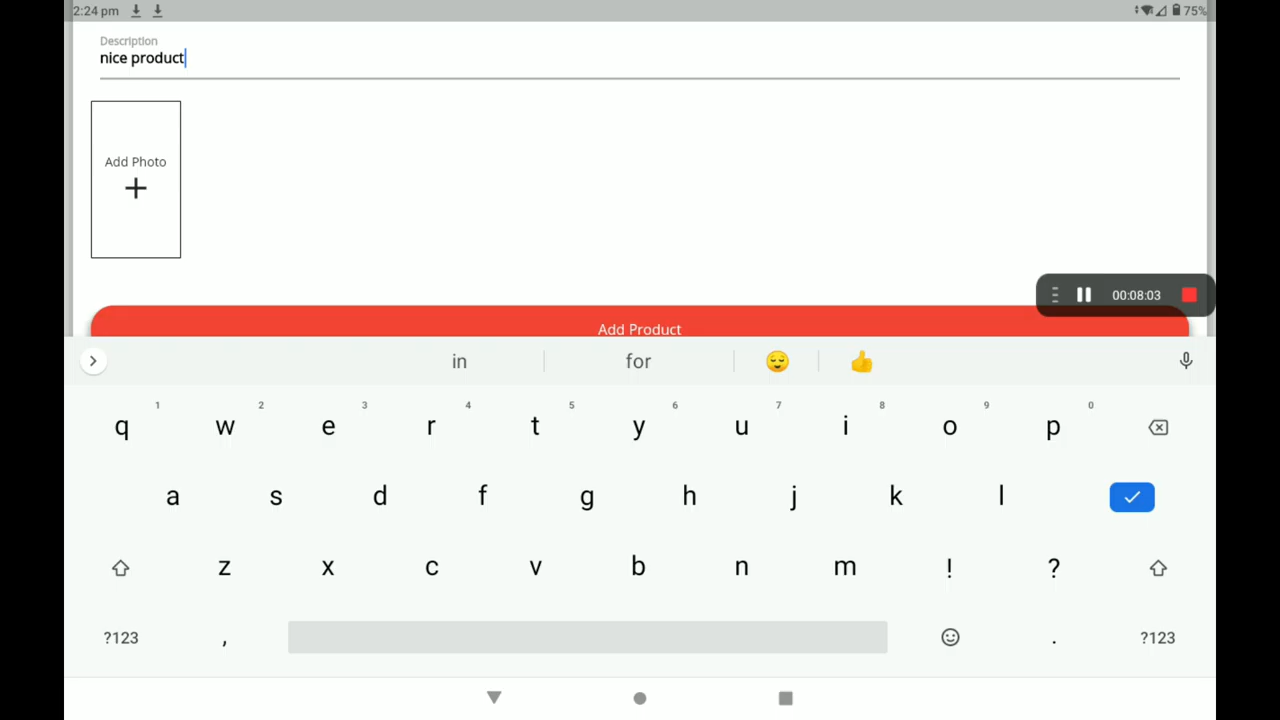 2:24 pm 75%
Description
nice product
Add Photo
00:08:03
Add Product
in for
1 2 3 4 5 6 7 8 9 0
q w e r t y u i o p
a s d f g h j k l
z x c v b n m ! ?
?123 , . ?123